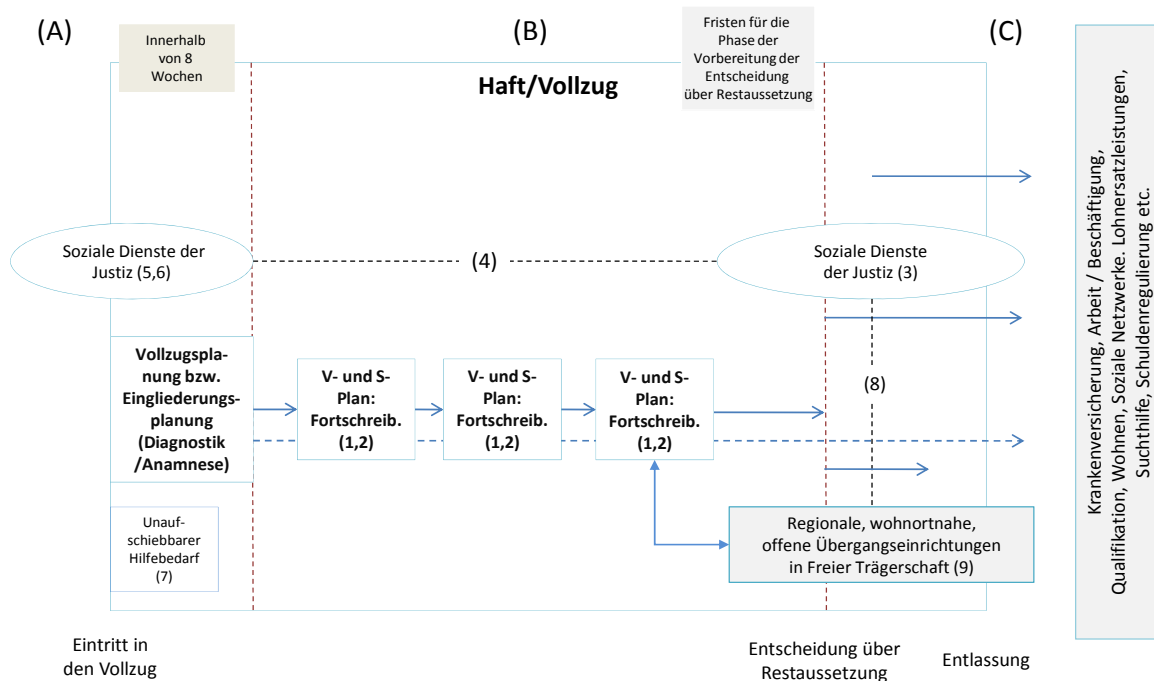 (A)
(B)
(C)
Innerhalb
von 8
Wochen
Fristen für die
Phase der
Vorbereitung der
Entscheidung
über Restaussetzung
Haft/Vollzug
Soziale Dienste der
Justiz (5,6)
(4)
Soziale Dienste
der Justiz (3)
Vollzugspla-
nung bzw.
Eingliederungs-
planung
(Diagnostik
/Anamnese)
V- und S-
Plan:
Fortschreib.
(1,2)
V- und S-
Plan:
Fortschreib.
(1,2)
V- und S-
Plan:
Fortschreib.
(1,2)
(8)
Unauf-
schiebbarer
Hilfebedarf
(7)
Regionale, wohnortnahe,
offene Übergangseinrichtungen
in Freier Trägerschaft (9)
Eintritt in
den Vollzug
Entscheidung über
Restaussetzung
Entlassung
Krankenversicherung, Arbeit / Beschäftigung,
Qualifikation, Wohnen, Soziale Netzwerke. Lohnersatzleistungen,
Suchthilfe, Schuldenregulierung etc.